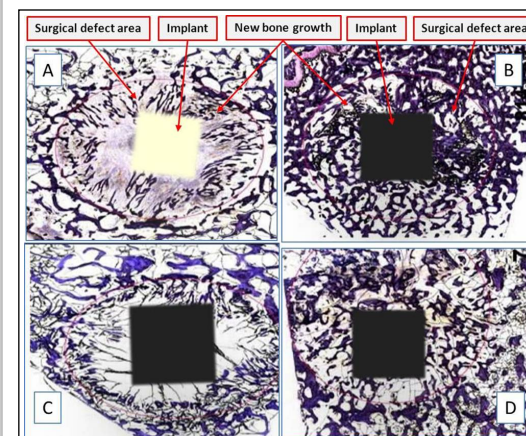 Surgical defect area
Implant
New bone growth
Implant
Surgical defect area
A
B
C
D